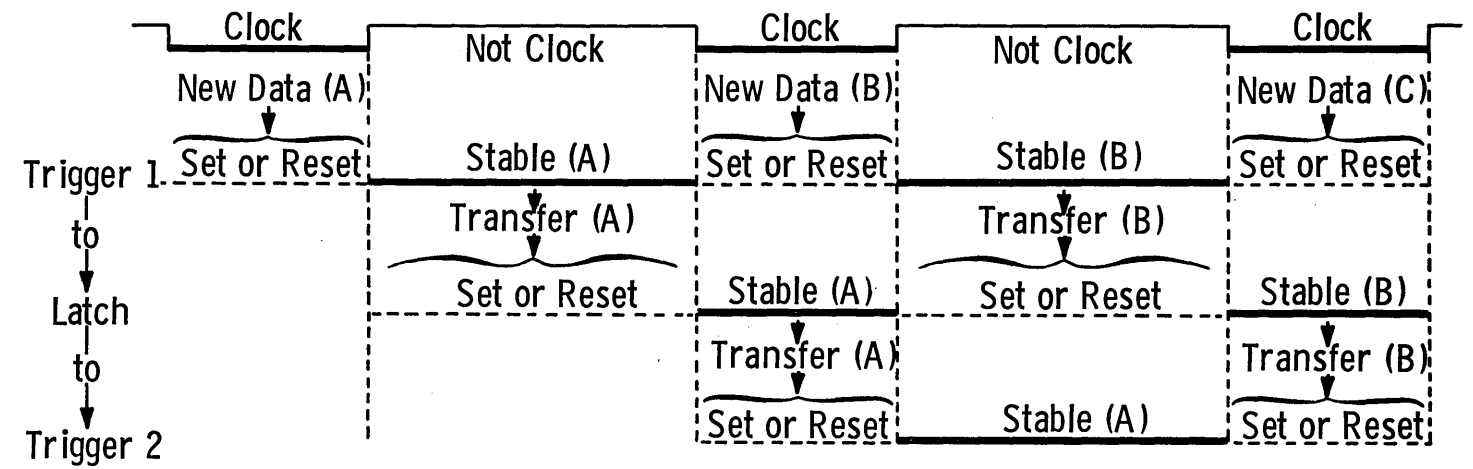 Clock Not Clock Clock Not Clock Clock
New Data (A) New Data (B) New Data (C)
Trigger 1 Set or Reset Stable (A) Set or Reset Stable (B) Set or Reset
to Transfer (A) Transfer (B)
Latch Set or Reset Stable (A) Set or Reset Stable (B)
to Transfer (A) Transfer (B)
Trigger 2 Set or Reset Stable (A) Set or Reset